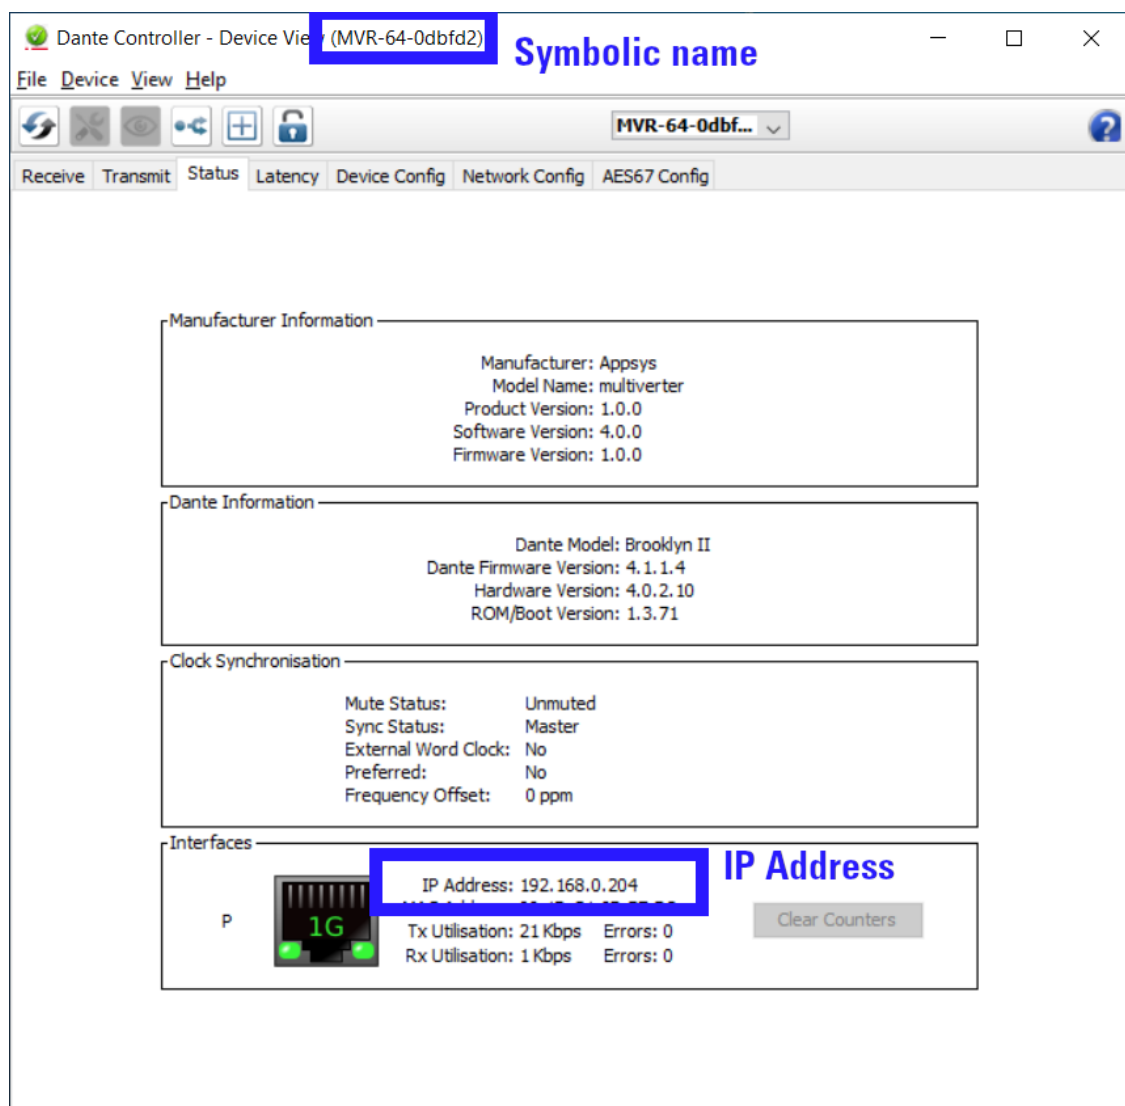 Dante Controller - Device View (MVR-64-0dbfd2)
Symbolic name
File Device View Help
MVR-64-0dbf...
Receive Transmit Status Latency Device Config Network Config AES67 Config
Manufacturer Information
Manufacturer: Appsys
Model Name: multiverter
Product Version: 1.0.0
Software Version: 4.0.0
Firmware Version: 1.0.0
Dante Information
Dante Model: Brooklyn II
Dante Firmware Version: 4.1.1.4
Hardware Version: 4.0.2.10
ROM/Boot Version: 1.3.71
Clock Synchronisation
Mute Status: Unmuted
Sync Status: Master
External Word Clock: No
Preferred: No
Frequency Offset: 0 ppm
Interfaces
IP Address
IP Address: 192.168.0.204
P
1G
Clear Counters
Tx Utilisation: 21 Kbps Errors: 0
Rx Utilisation: 1 Kbps Errors: 0